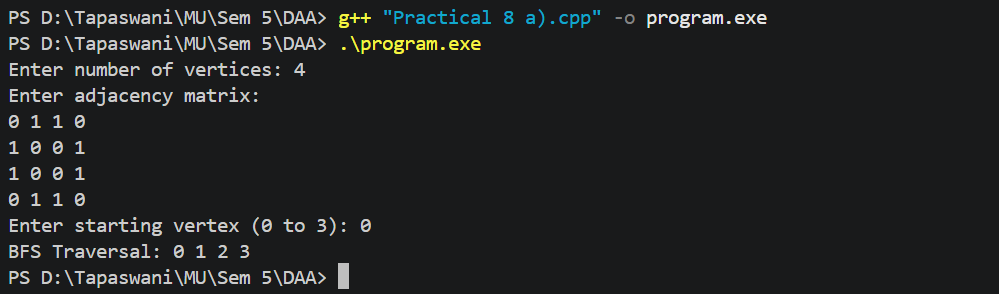 PS D:\Tapaswani\MU\Sem 5\DAA> g++ "Practical 8 a).cpp" -o program.exe
PS D:\Tapaswani\MU\Sem 5\DAA> .\program.exe
Enter number of vertices: 4
Enter adjacency matrix:
0 1 1 0
1 0 0 1
1 0 0 1
0 1 1 0
Enter starting vertex (0 to 3): 0
BFS Traversal: 0 1 2 3
PS D:\Tapaswani\MU\Sem 5\DAA>